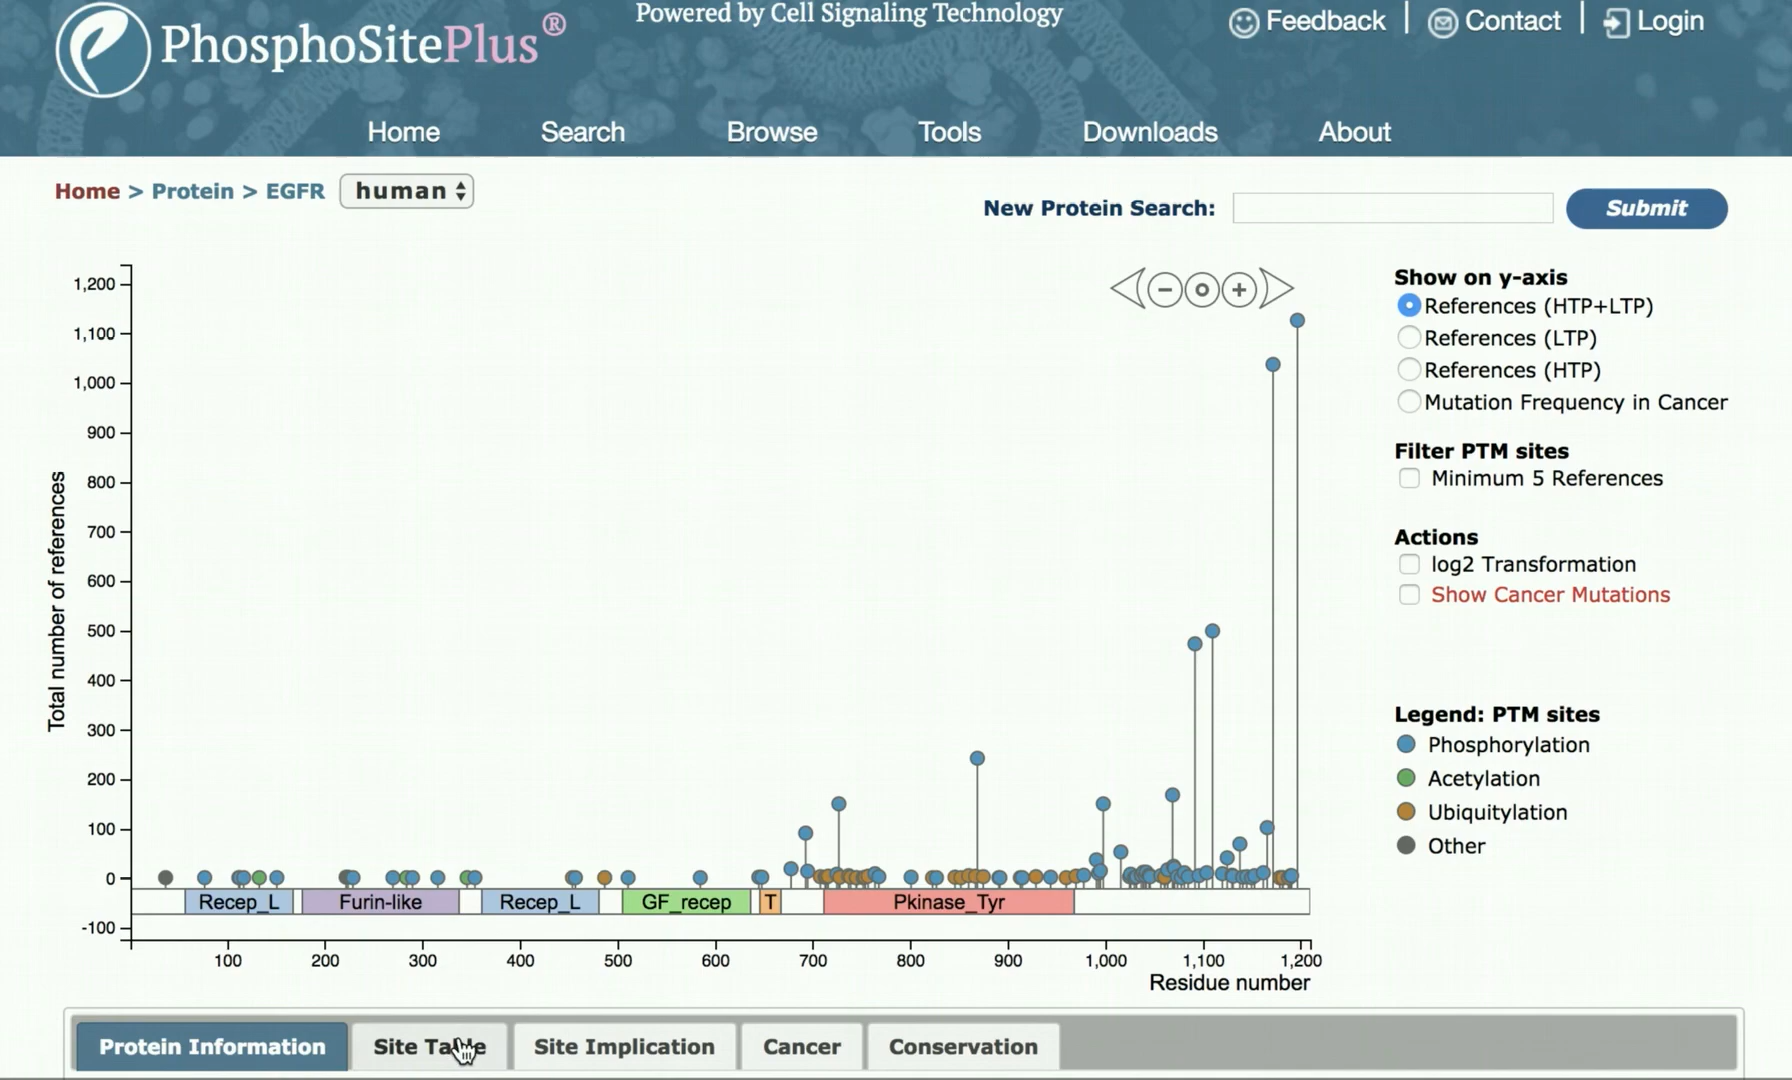 PhosphoSitePlus®
Powered by Cell Signaling Technology
Feedback | Contact | Login
Home Search Browse Tools Downloads About
Home > Protein > EGFR human
New Protein Search: Submit
Show on y-axis
References (HTP+LTP)
References (LTP)
References (HTP)
Mutation Frequency in Cancer
Filter PTM sites
Minimum 5 References
Actions
log2 Transformation
Show Cancer Mutations
Legend: PTM sites
Phosphorylation
Acetylation
Ubiquitylation
Other
Total number of references
1,200
1,100
1,000
900
800
700
600
500
400
300
200
100
0
-100
Recep_L Furin-like Recep_L GF_recep T Pkinase_Tyr
100 200 300 400 500 600 700 800 900 1,000 1,100 1,200
Residue number
Protein Information Site Table Site Implication Cancer Conservation